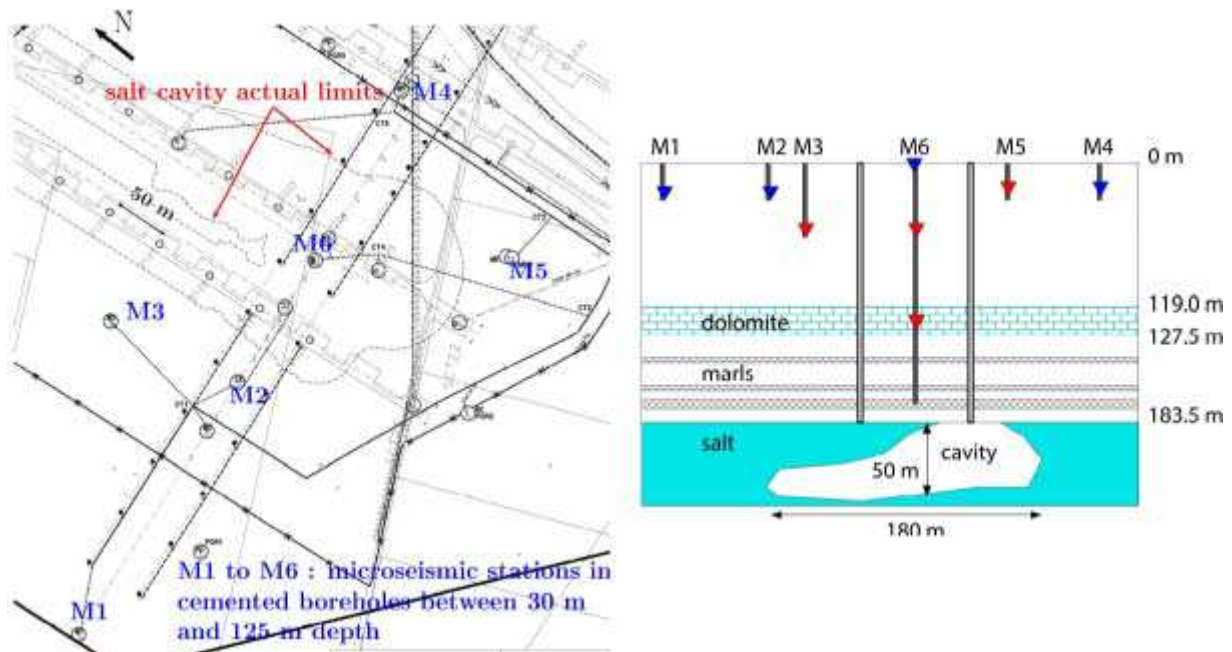 N
salt cavity actual limits
M4
50 m
M6
M5
M3
M2
M1
M1 to M6 : microseismic stations in
cemented boreholes between 30 m
and 125 m depth
M1 M2 M3 M6 M5 M4 0 m
119.0 m
dolomite
127.5 m
marls
183.5 m
salt
cavity
50 m
180 m